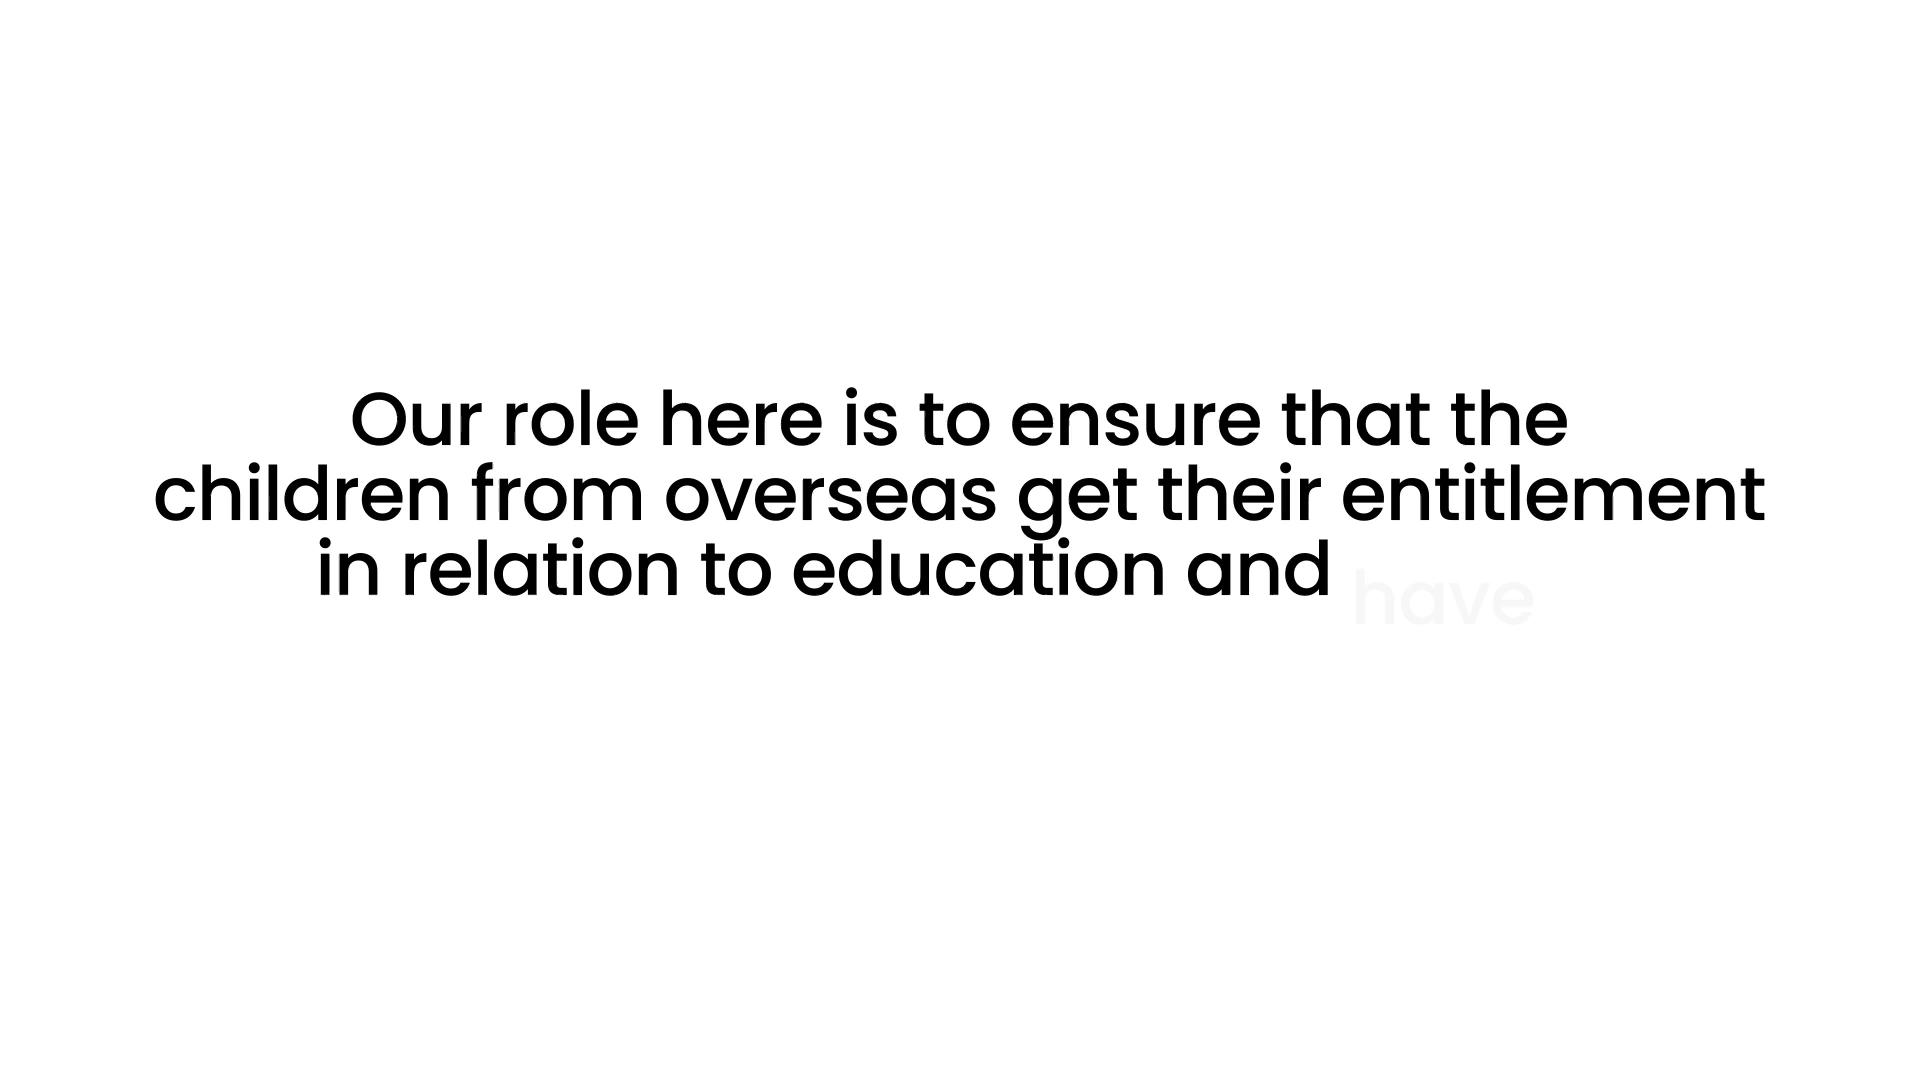 Our role here is to ensure that the
children from overseas get their entitlement
in relation to education and have